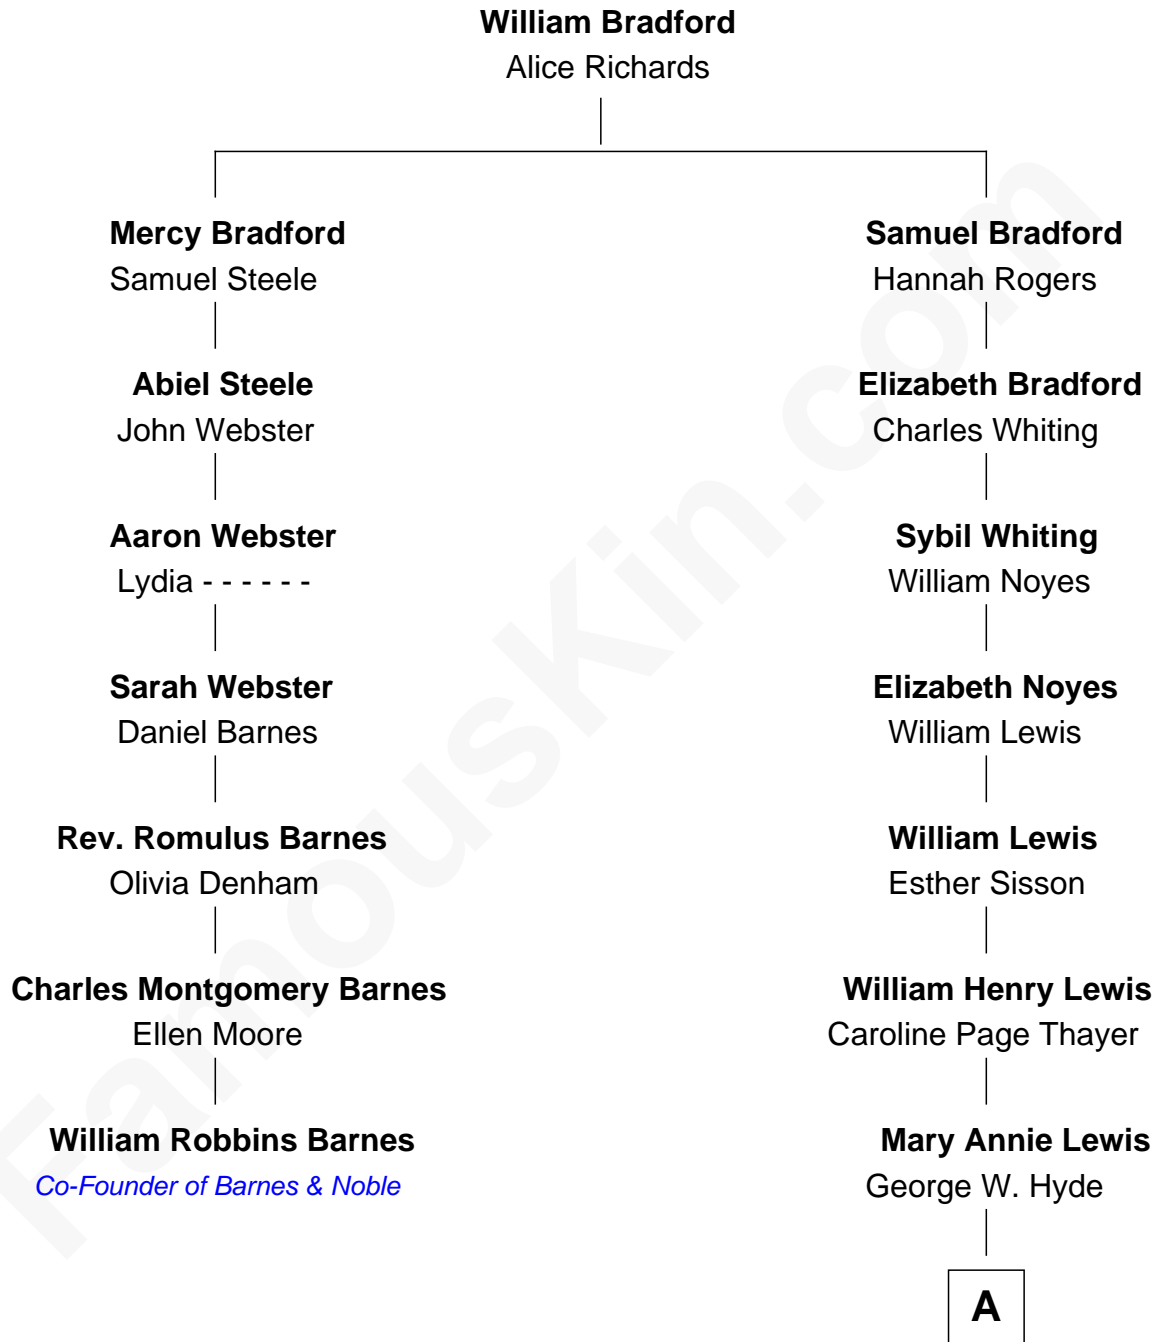 William Bradford
Alice Richards
Mercy Bradford
Samuel Steele
Samuel Bradford
Hannah Rogers
Abiel Steele
John Webster
Elizabeth Bradford
Charles Whiting
Aaron Webster
Lydia - - - - - -
Sybil Whiting
William Noyes
Sarah Webster
Daniel Barnes
Elizabeth Noyes
William Lewis
Rev. Romulus Barnes
Olivia Denham
William Lewis
Esther Sisson
Charles Montgomery Barnes
Ellen Moore
William Henry Lewis
Caroline Page Thayer
William Robbins Barnes
Co-Founder of Barnes & Noble
Mary Annie Lewis
George W. Hyde
A
FamousKin.com